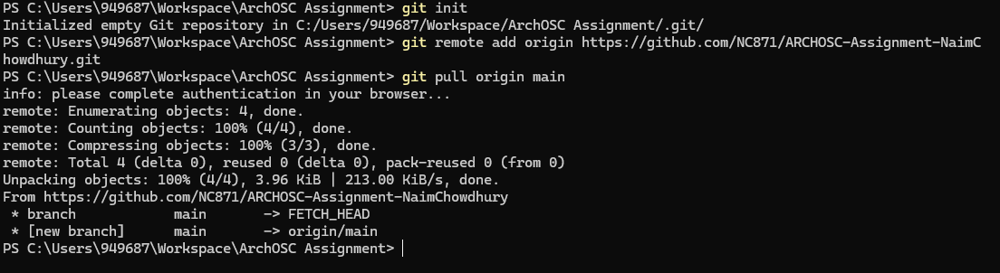 PS C:\Users\949687\Workspace\ArchOSC Assignment> git init
Initialized empty Git repository in C:/Users/949687/Workspace/ArchOSC Assignment/.git/
PS C:\Users\949687\Workspace\ArchOSC Assignment> git remote add origin https://github.com/NC871/ARCHOSC-Assignment-NaimC
howdhury.git
PS C:\Users\949687\Workspace\ArchOSC Assignment> git pull origin main
info: please complete authentication in your browser...
remote: Enumerating objects: 4, done.
remote: Counting objects: 100% (4/4), done.
remote: Compressing objects: 100% (3/3), done.
remote: Total 4 (delta 0), reused 0 (delta 0), pack-reused 0 (from 0)
Unpacking objects: 100% (4/4), 3.96 KiB | 213.00 KiB/s, done.
From https://github.com/NC871/ARCHOSC-Assignment-NaimChowdhury
 * branch            main       -> FETCH_HEAD
 * [new branch]      main       -> origin/main
PS C:\Users\949687\Workspace\ArchOSC Assignment>